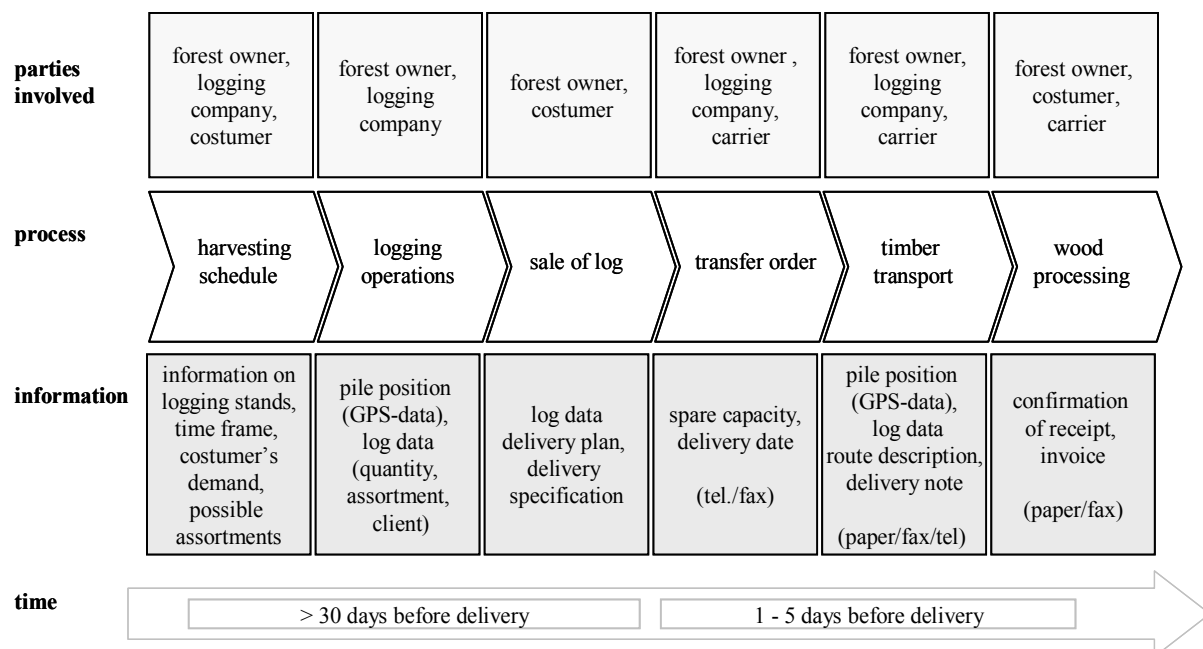 parties
involved
forest owner,
logging
company,
costumer
forest owner,
logging
company
forest owner,
costumer
forest owner ,
logging
company,
carrier
forest owner,
logging
company,
carrier
forest owner,
costumer,
carrier
process
harvesting
schedule
logging
operations
sale of log
transfer order
timber
transport
wood
processing
information
information on
logging stands,
time frame,
costumer’s
demand,
possible
assortments
pile position
(GPS-data),
log data
(quantity,
assortment,
client)
log data
delivery plan,
delivery
specification
spare capacity,
delivery date
(tel./fax)
pile position
(GPS-data),
log data
route description,
delivery note
(paper/fax/tel)
confirmation
of receipt,
invoice
(paper/fax)
time
> 30 days before delivery
1 - 5 days before delivery